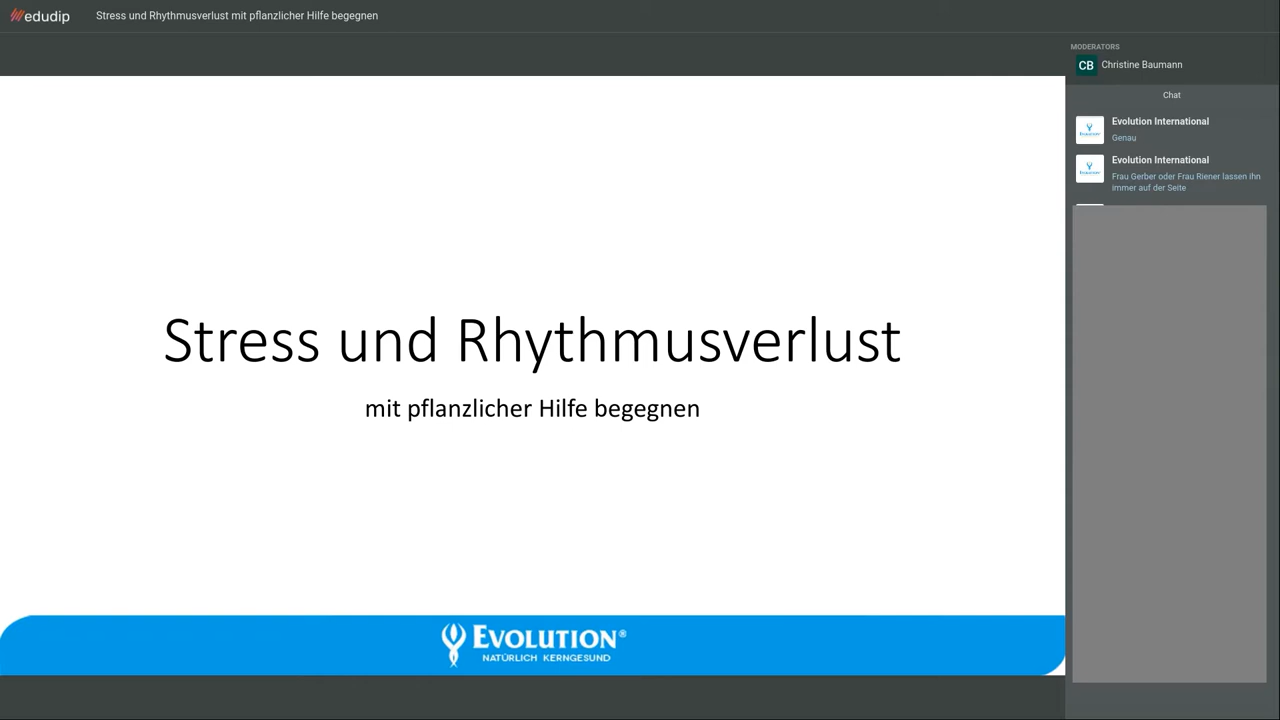 edudip
Stress und Rhythmusverlust mit pflanzlicher Hilfe begegnen
MODERATORS
CB
Christine Baumann
Chat
Evolution International
Genau
Evolution International
Frau Gerber oder Frau Riener lassen ihn
immer auf der Seite
Stress und Rhythmusverlust
mit pflanzlicher Hilfe begegnen
EVOLUTION®
NATÜRLICH KERNGESUND